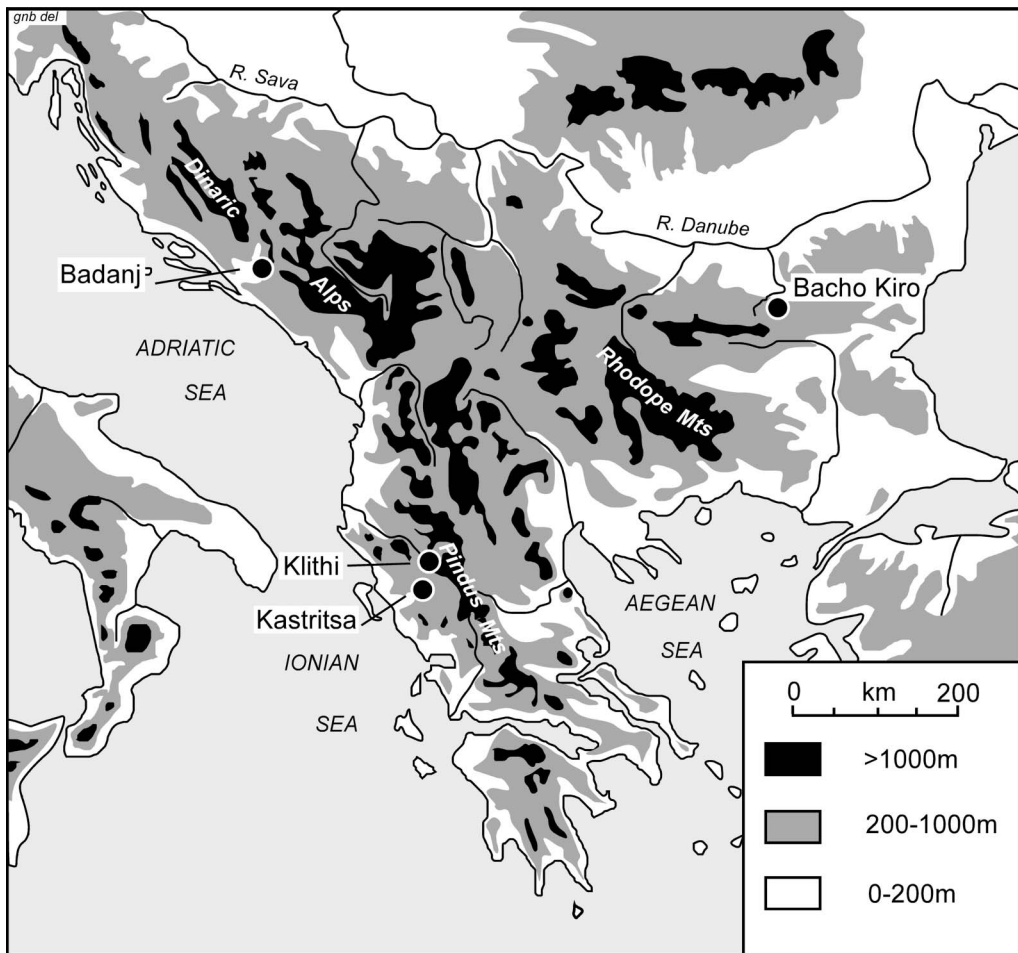 gnb del
R. Sava
Dinaric
Alps
R. Danube
Badanj
Bacho Kiro
ADRIATIC
SEA
Rhodope Mts
Klithi
Kastritsa
Pindus Mts
AEGEAN
SEA
IONIAN
SEA
0 km 200
>1000m
200-1000m
0-200m